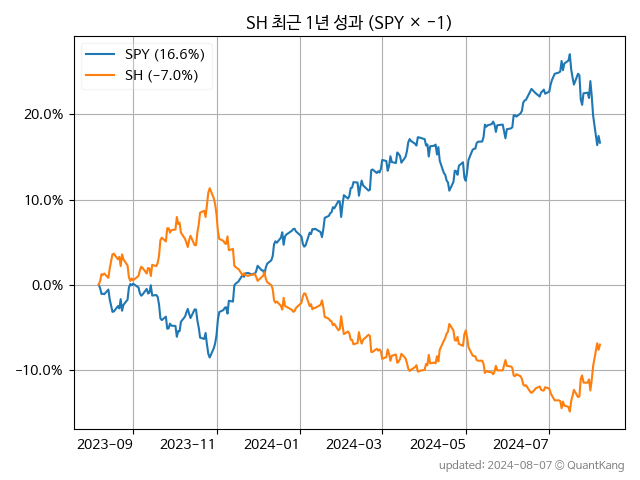 SH 최근 1년 성과 (SPY × −1)
SPY (16.6%)
SH (−7.0%)
20.0%
10.0%
0.0%
−10.0%
2023-09 2023-11 2024-01 2024-03 2024-05 2024-07
updated: 2024-08-07 © QuantKang